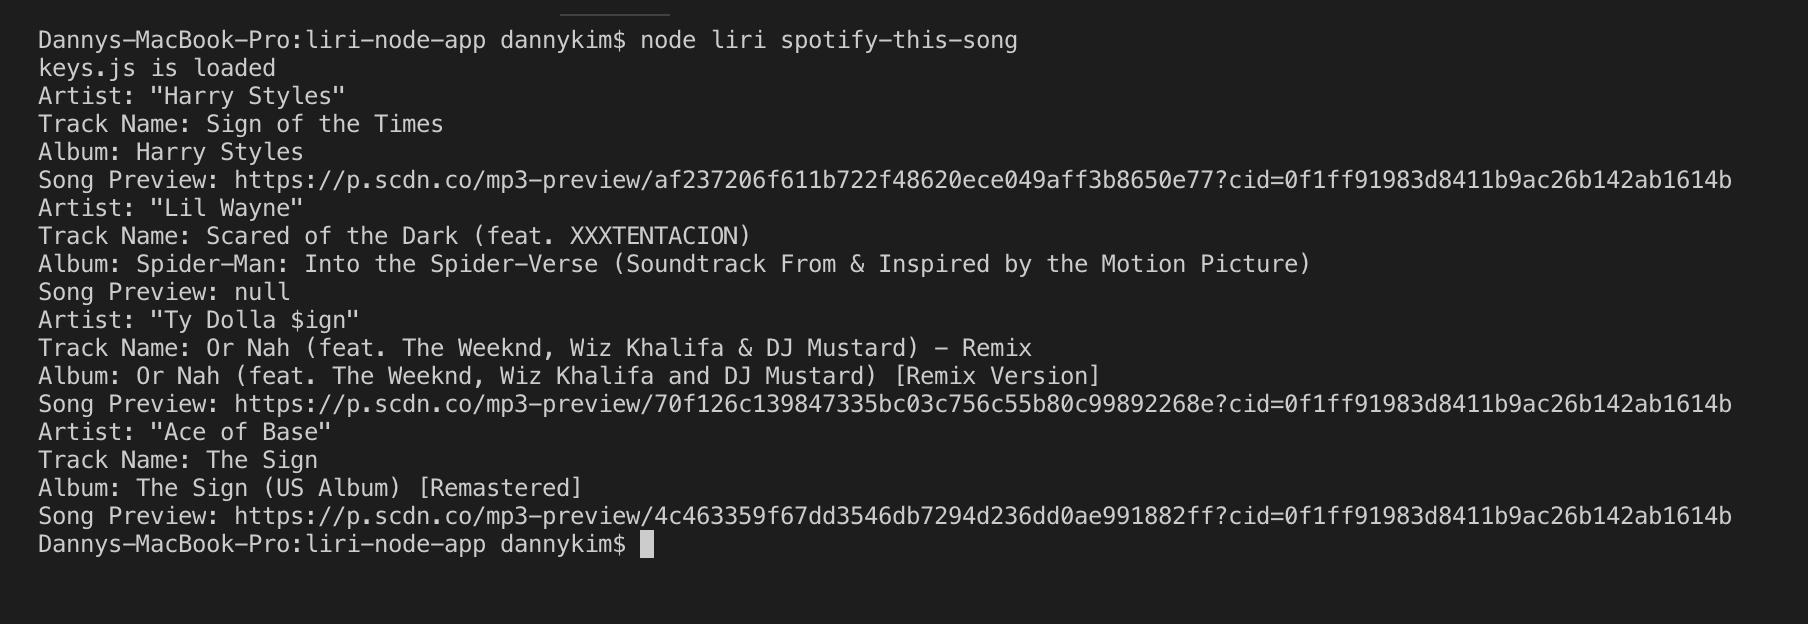 Dannys-MacBook-Pro:liri-node-app dannykim$ node liri spotify-this-song
keys.js is loaded
Artist: "Harry Styles"
Track Name: Sign of the Times
Album: Harry Styles
Song Preview: https://p.scdn.co/mp3-preview/af237206f611b722f48620ece049aff3b8650e77?cid=0f1ff91983d8411b9ac26b142ab1614b
Artist: "Lil Wayne"
Track Name: Scared of the Dark (feat. XXXTENTACION)
Album: Spider-Man: Into the Spider-Verse (Soundtrack From & Inspired by the Motion Picture)
Song Preview: null
Artist: "Ty Dolla $ign"
Track Name: Or Nah (feat. The Weeknd, Wiz Khalifa & DJ Mustard) - Remix
Album: Or Nah (feat. The Weeknd, Wiz Khalifa and DJ Mustard) [Remix Version]
Song Preview: https://p.scdn.co/mp3-preview/70f126c139847335bc03c756c55b80c99892268e?cid=0f1ff91983d8411b9ac26b142ab1614b
Artist: "Ace of Base"
Track Name: The Sign
Album: The Sign (US Album) [Remastered]
Song Preview: https://p.scdn.co/mp3-preview/4c463359f67dd3546db7294d236dd0ae991882ff?cid=0f1ff91983d8411b9ac26b142ab1614b
Dannys-MacBook-Pro:liri-node-app dannykim$